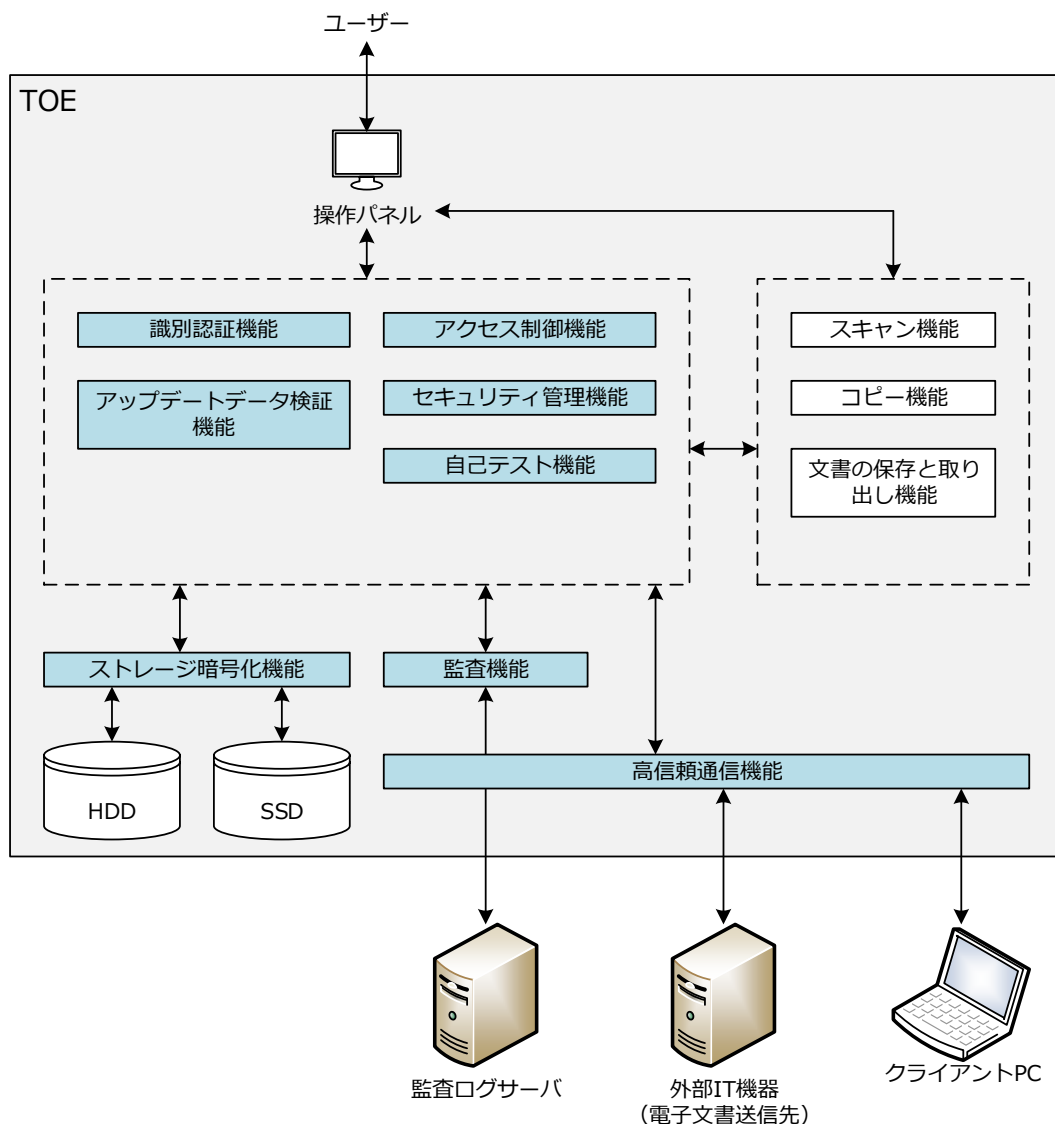 ユーザー
TOE
操作パネル
識別認証機能
アクセス制御機能
スキャン機能
アップデートデータ検証
機能
セキュリティ管理機能
コピー機能
自己テスト機能
文書の保存と取り
出し機能
ストレージ暗号化機能
監査機能
高信頼通信機能
HDD
SSD
監査ログサーバ
外部IT機器
（電子文書送信先）
クライアントPC